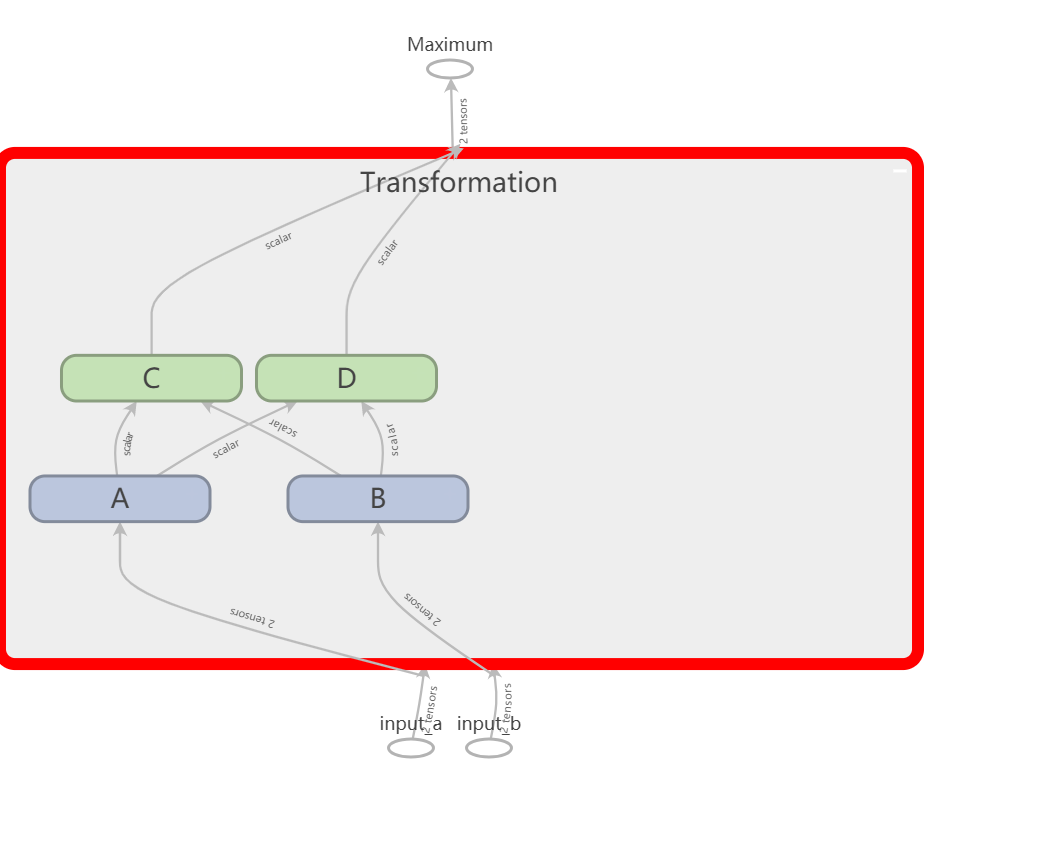 Maximum
2 tensors
Transformation
scalar
scalar
C
D
scalar
scalar
scalar
scalar
A
B
2 tensors
2 tensors
2 tensors
2 tensors
input_a
input_b